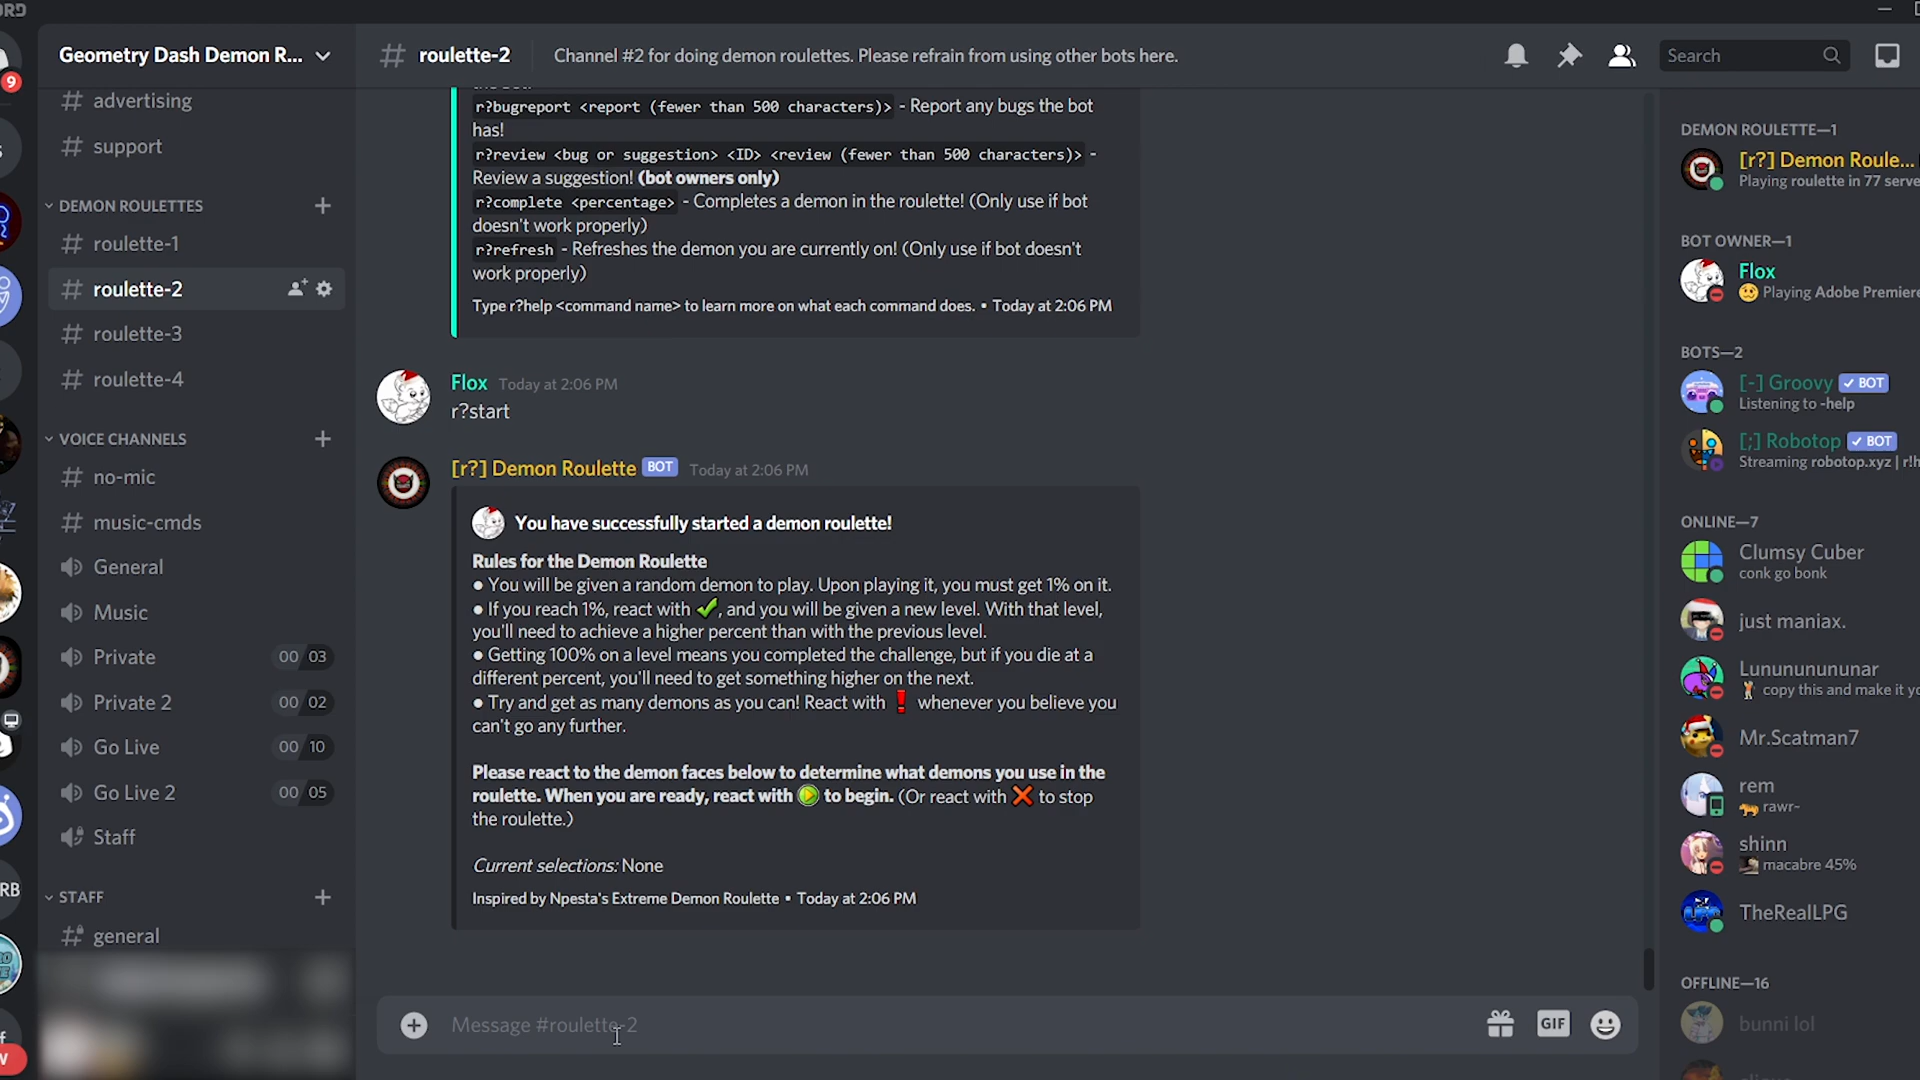 ORD
Geometry Dash Demon R...
# roulette-2
Channel #2 for doing demon roulettes. Please refrain from using other bots here.
Search
9
# advertising
# support
DEMON ROULETTES
# roulette-1
# roulette-2
# roulette-3
# roulette-4
VOICE CHANNELS
# no-mic
# music-cmds
General
Music
Private 00 03
Private 2 00 02
Go Live 00 10
Go Live 2 00 05
Staff
STAFF
# general
RB
r?bugreport <report (fewer than 500 characters)> - Report any bugs the bot
has!
r?review <bug or suggestion> <ID> <review (fewer than 500 characters)> -
Review a suggestion! (bot owners only)
r?complete <percentage> - Completes a demon in the roulette! (Only use if bot
doesn't work properly)
r?refresh - Refreshes the demon you are currently on! (Only use if bot doesn't
work properly)
Type r?help <command name> to learn more on what each command does. • Today at 2:06 PM
Flox Today at 2:06 PM
r?start
[r?] Demon Roulette BOT Today at 2:06 PM
You have successfully started a demon roulette!
Rules for the Demon Roulette
● You will be given a random demon to play. Upon playing it, you must get 1% on it.
● If you reach 1%, react with ✔, and you will be given a new level. With that level,
you'll need to achieve a higher percent than with the previous level.
● Getting 100% on a level means you completed the challenge, but if you die at a
different percent, you'll need to get something higher on the next.
● Try and get as many demons as you can! React with ❗ whenever you believe you
can't go any further.
Please react to the demon faces below to determine what demons you use in the
roulette. When you are ready, react with ▶ to begin. (Or react with ❌ to stop
the roulette.)
Current selections: None
Inspired by Npesta's Extreme Demon Roulette • Today at 2:06 PM
Message #roulette-2
GIF
DEMON ROULETTE—1
[r?] Demon Roule...
Playing roulette in 77 serve
BOT OWNER—1
Flox
Playing Adobe Premiere
BOTS—2
[-] Groovy ✓ BOT
Listening to -help
[;] Robotop ✓ BOT
Streaming robotop.xyz | r!h
ONLINE—7
Clumsy Cuber
conk go bonk
just maniax.
Lunununununar
copy this and make it yo
Mr.Scatman7
rem
rawr~
shinn
macabre 45%
TheRealLPG
OFFLINE—16
bunni lol